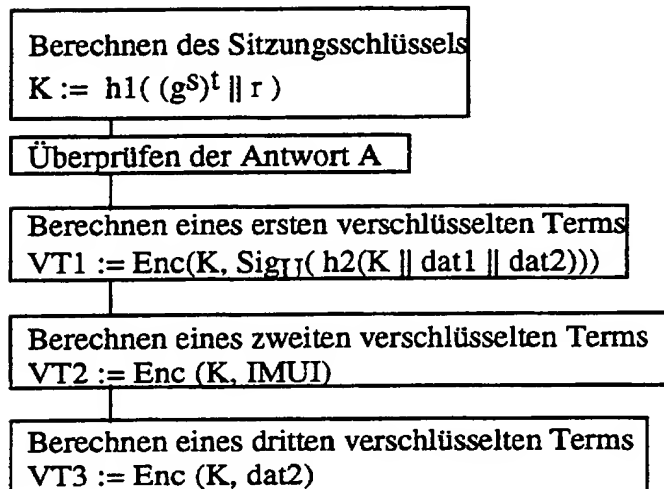 Berechnen des Sitzungsschlüssels
K := h1( (gˢ)ᵗ || r )
Überprüfen der Antwort A
Berechnen eines ersten verschlüsselten Terms
VT1 := Enc(K, Sig_U( h2(K || dat1 || dat2)))
Berechnen eines zweiten verschlüsselten Terms
VT2 := Enc (K, IMUI)
Berechnen eines dritten verschlüsselten Terms
VT3 := Enc (K, dat2)